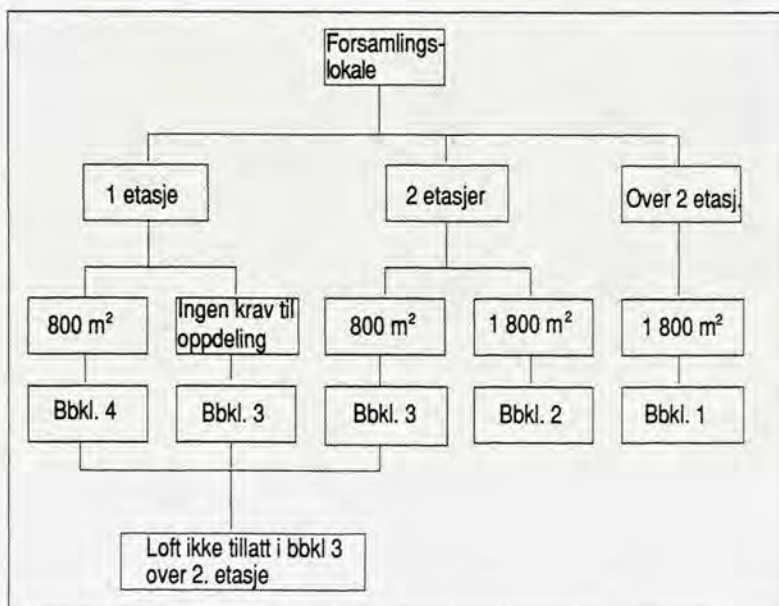 Forsamlings-
lokale
1 etasje
2 etasjer
Over 2 etasj.
800 m²
Ingen krav til
oppdeling
800 m²
1 800 m²
1 800 m²
Bbkl. 4
Bbkl. 3
Bbkl. 3
Bbkl. 2
Bbkl. 1
Loft ikke tillatt i bbkl 3
over 2. etasje